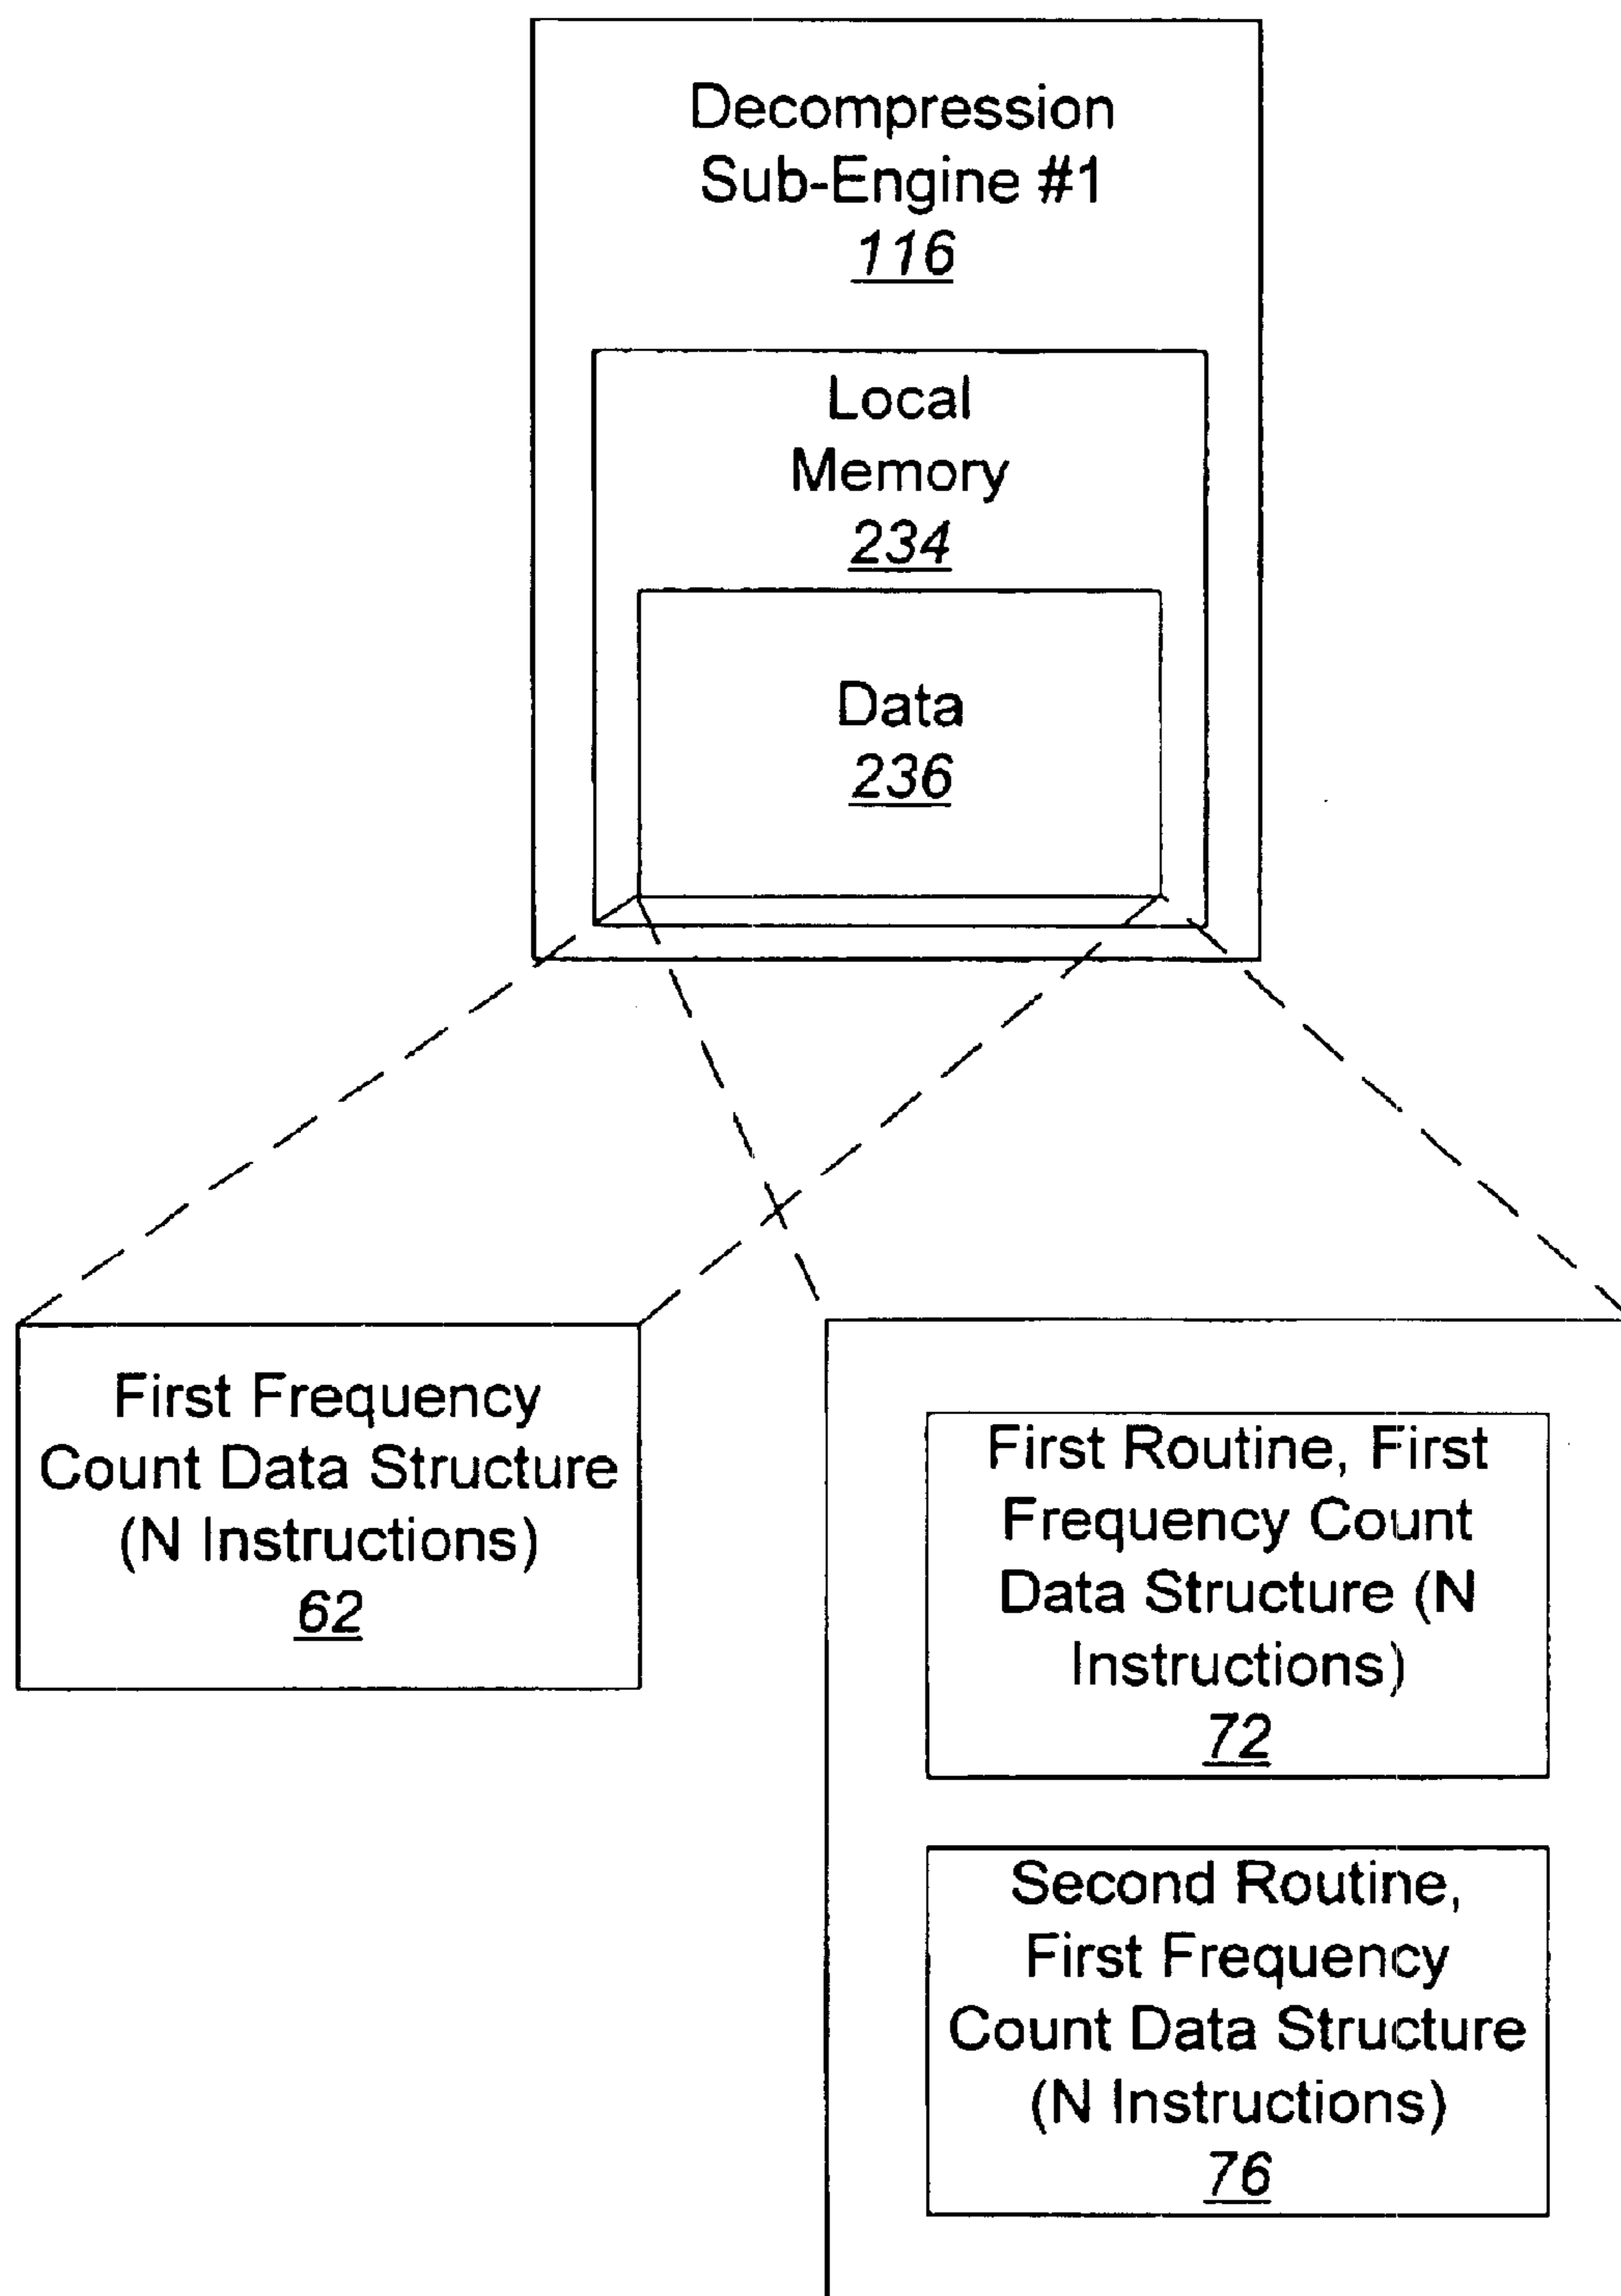 Decompression
Sub-Engine #1
116
Local
Memory
234
Data
236
First Frequency
Count Data Structure
(N Instructions)
62
First Routine, First
Frequency Count
Data Structure (N
Instructions)
72
Second Routine,
First Frequency
Count Data Structure
(N Instructions)
76